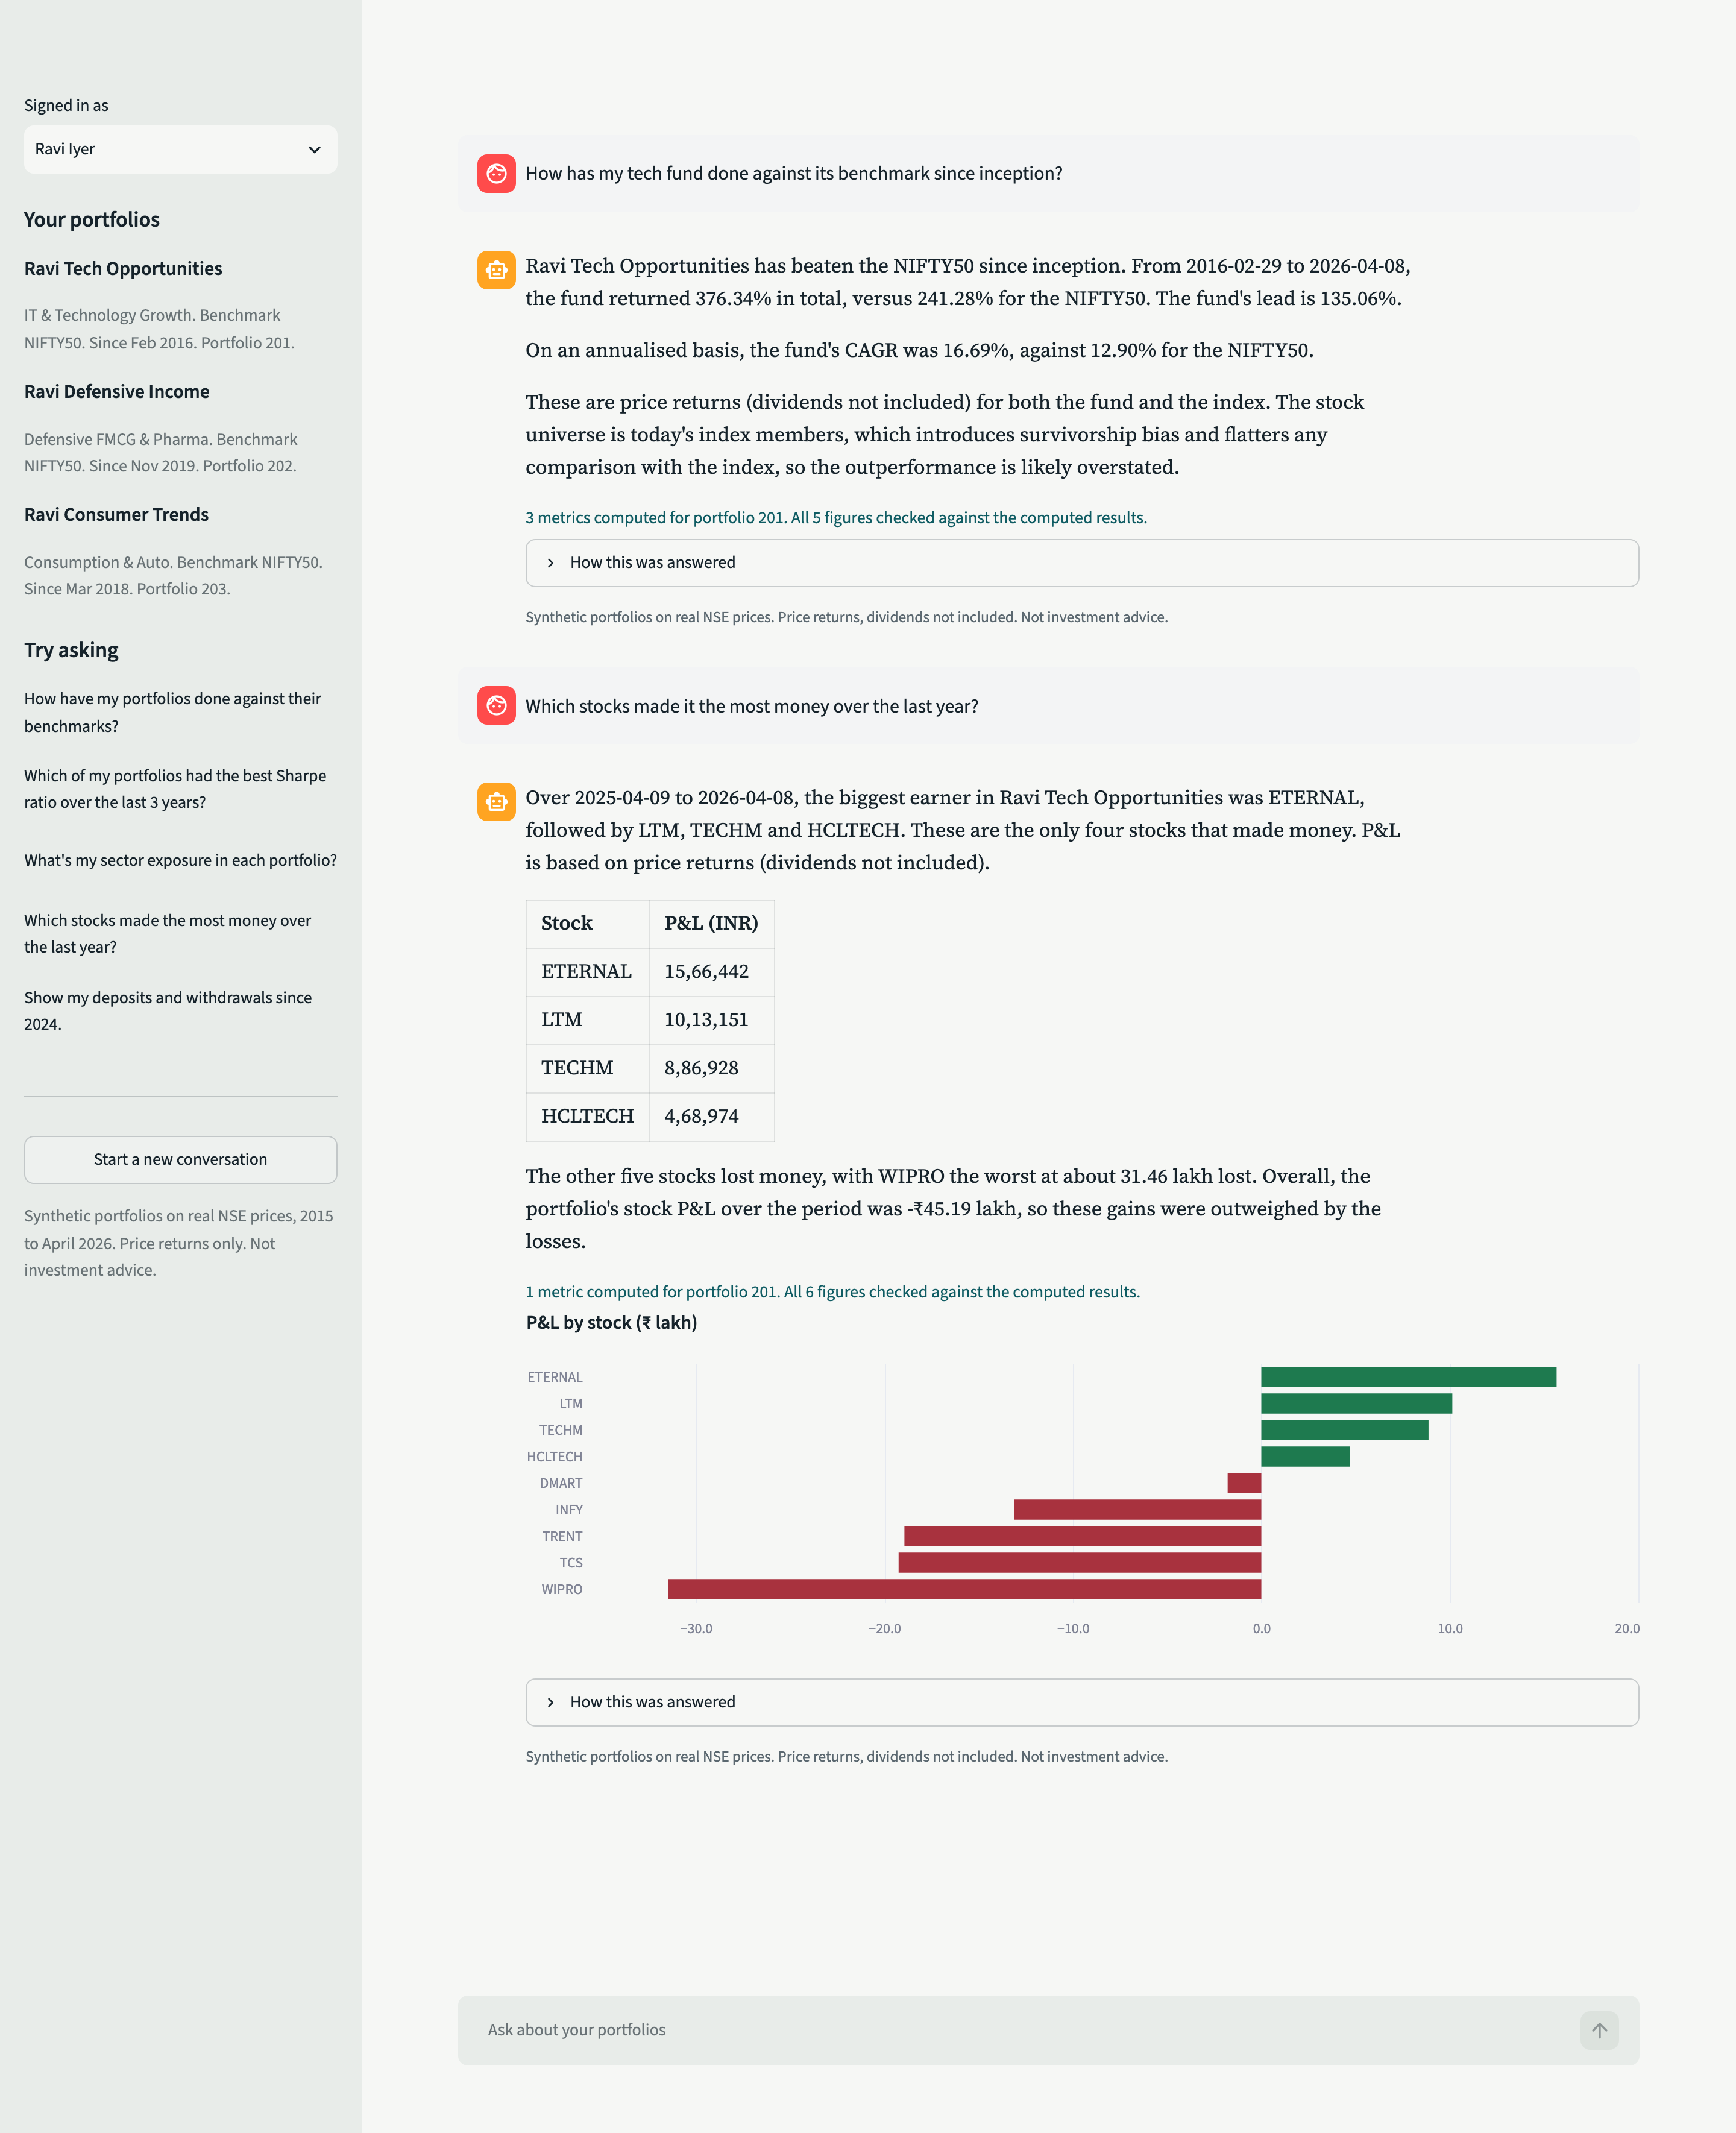 Signed in as
Ravi Iyer
Your portfolios
Ravi Tech Opportunities
IT & Technology Growth. Benchmark
NIFTY50. Since Feb 2016. Portfolio 201.
Ravi Defensive Income
Defensive FMCG & Pharma. Benchmark
NIFTY50. Since Nov 2019. Portfolio 202.
Ravi Consumer Trends
Consumption & Auto. Benchmark NIFTY50.
Since Mar 2018. Portfolio 203.
Try asking
How have my portfolios done against their
benchmarks?
Which of my portfolios had the best Sharpe
ratio over the last 3 years?
What's my sector exposure in each portfolio?
Which stocks made the most money over
the last year?
Show my deposits and withdrawals since
2024.
Start a new conversation
Synthetic portfolios on real NSE prices, 2015
to April 2026. Price returns only. Not
investment advice.
How has my tech fund done against its benchmark since inception?
Ravi Tech Opportunities has beaten the NIFTY50 since inception. From 2016-02-29 to 2026-04-08,
the fund returned 376.34% in total, versus 241.28% for the NIFTY50. The fund's lead is 135.06%.
On an annualised basis, the fund's CAGR was 16.69%, against 12.90% for the NIFTY50.
These are price returns (dividends not included) for both the fund and the index. The stock
universe is today's index members, which introduces survivorship bias and flatters any
comparison with the index, so the outperformance is likely overstated.
3 metrics computed for portfolio 201. All 5 figures checked against the computed results.
How this was answered
Synthetic portfolios on real NSE prices. Price returns, dividends not included. Not investment advice.
Which stocks made it the most money over the last year?
Over 2025-04-09 to 2026-04-08, the biggest earner in Ravi Tech Opportunities was ETERNAL,
followed by LTM, TECHM and HCLTECH. These are the only four stocks that made money. P&L
is based on price returns (dividends not included).
Stock P&L (INR)
ETERNAL 15,66,442
LTM 10,13,151
TECHM 8,86,928
HCLTECH 4,68,974
The other five stocks lost money, with WIPRO the worst at about 31.46 lakh lost. Overall, the
portfolio's stock P&L over the period was -₹45.19 lakh, so these gains were outweighed by the
losses.
1 metric computed for portfolio 201. All 6 figures checked against the computed results.
P&L by stock (₹ lakh)
ETERNAL
LTM
TECHM
HCLTECH
DMART
INFY
TRENT
TCS
WIPRO
−30.0 −20.0 −10.0 0.0 10.0 20.0
How this was answered
Synthetic portfolios on real NSE prices. Price returns, dividends not included. Not investment advice.
Ask about your portfolios